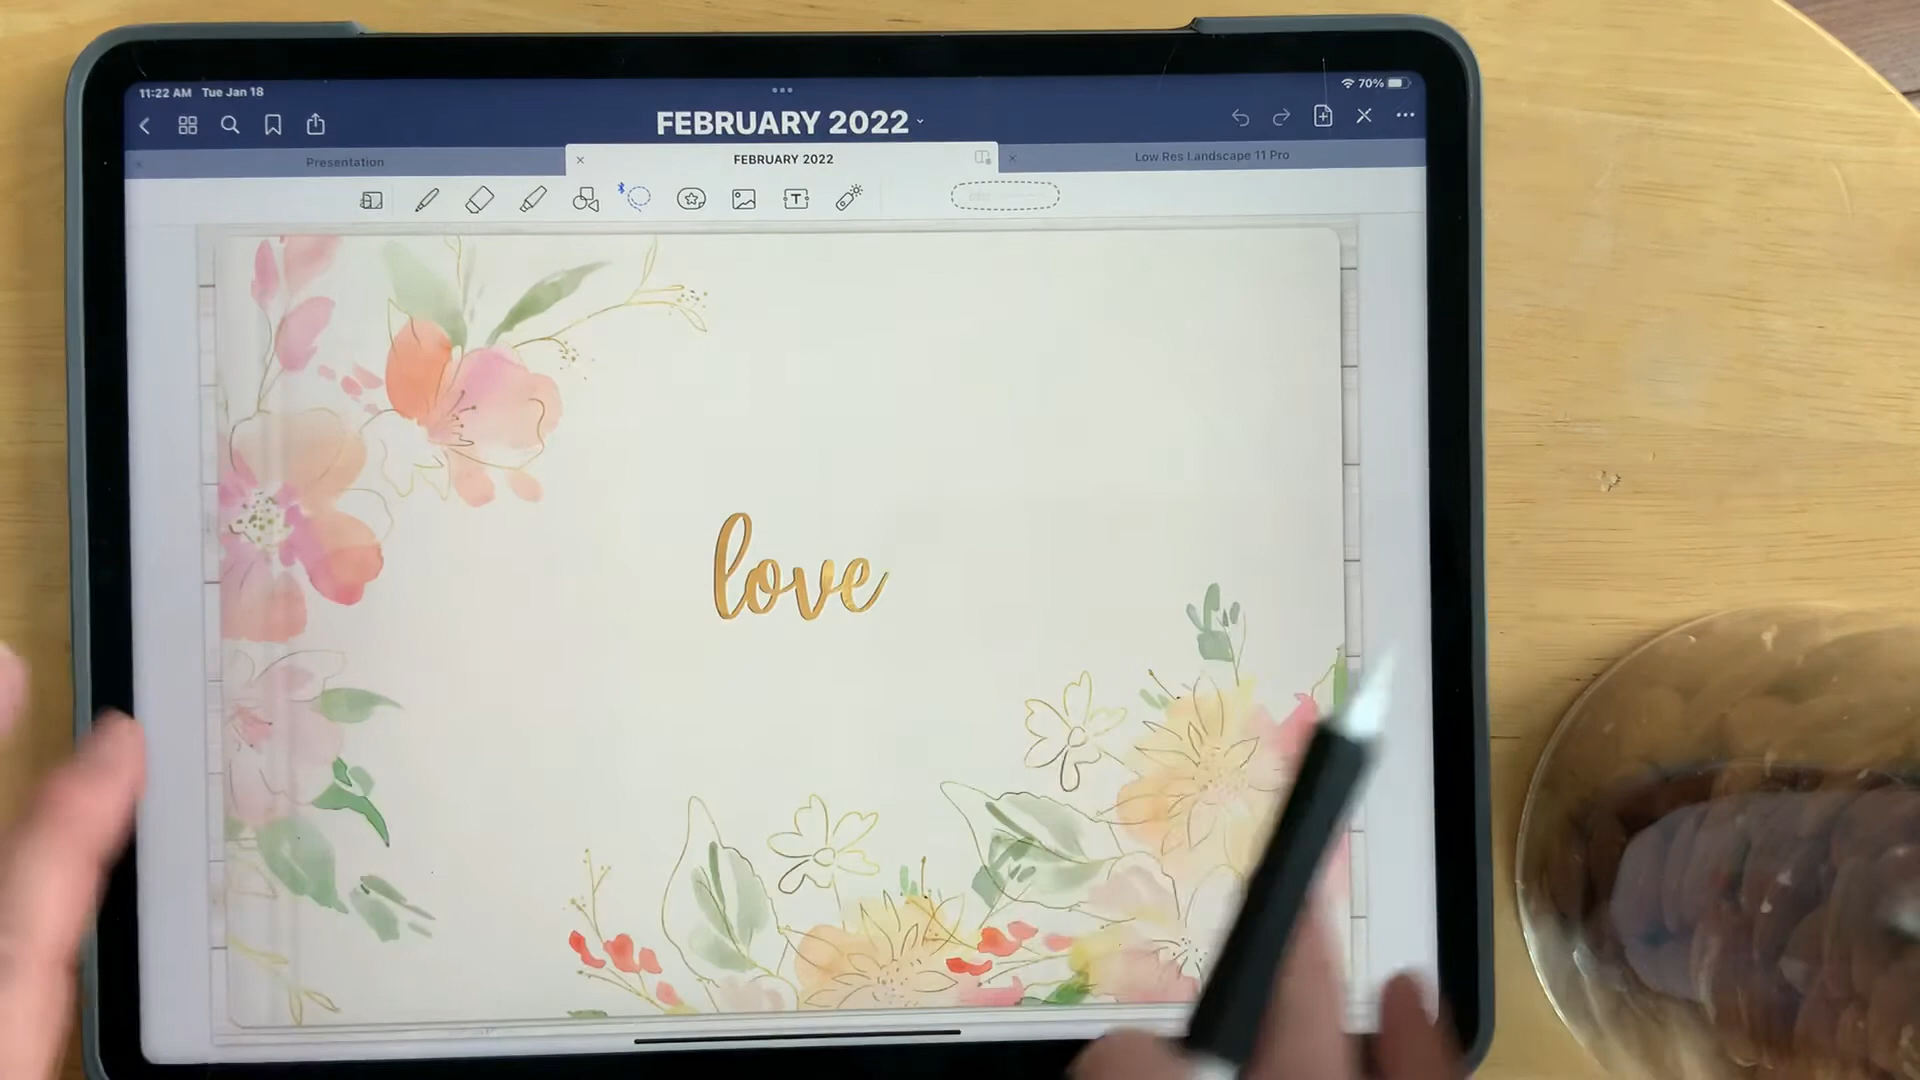 11:22 AM Tue Jan 18
70%
FEBRUARY 2022
Presentation
FEBRUARY 2022
Low Res Landscape 11 Pro
T
love